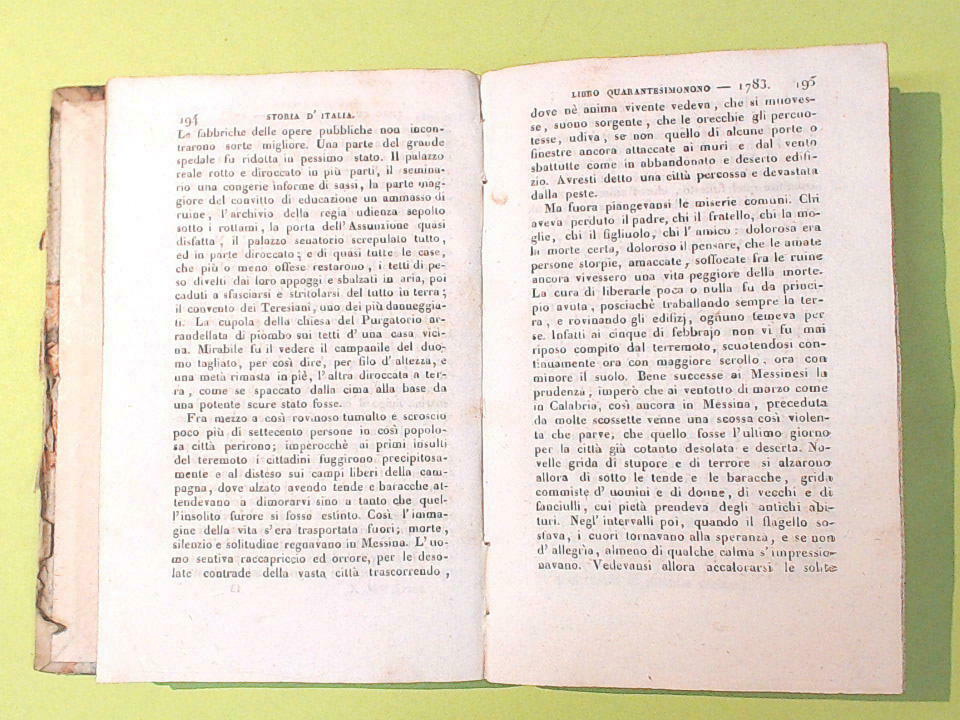 194 STORIA D' ITALIA.
Le fabbriche delle opere pubbliche non incon-
trarono sorte migliore. Una parte del grande
spedale fu ridotta in pessimo stato. Il palazzo
reale rotto e diroccato in più parti, il semina-
rio una congerie informe di sassi, la parte mag-
giore del convitto di educazione un ammasso di
ruine, l'archivio della regia udienza sepolto
sotto i rottami, la porta dell'Assunzione quasi
disfatta, il palazzo senatorio screpulato tutto,
ed in parte diroccato; e di quasi tutte le case,
che più o meno offese restarono, i tetti di pe-
so divelti dai loro appoggi e sbalzati in aria, poi
caduti a sfasciarsi e stritolarsi del tutto in terra;
il convento dei Teresiani, uno dei più danneggia-
ti. La cupola della chiesa del Purgatorio ar-
randellata di piombo sui tetti d'una casa vici-
na. Mirabile fu il vedere il campanile del duo-
mo tagliato, per così dire, per filo d'altezza, e
una metà rimasta in piè, l'altra diroccata a ter-
ra, come se spaccato dalla cima alla base da
una potente scure stato fosse.
Fra mezzo a così rovinoso tumulto e scroscio
poco più di settecento persone in così popolo-
sa città perirono; imperocchè ai primi insulti
del teremoto i cittadini fuggirono precipitosa-
mente e al disteso sui campi liberi della cam-
pagna, dove alzato avendo tende e baracche at-
tendevano a dimorarvi sino a tanto che quel-
l'insolito furore si fosse estinto. Così l'imma-
gine della vita s'era trasportata fuori; morte,
silenzio e solitudine regnavano in Messina. L'uo-
mo sentiva raccapriccio ed orrore, per le deso-
late contrade della vasta città trascorrendo,
LIBRO QUARANTESIMONONO — 1783. 195
dove nè anima vivente vedeva, che si muoves-
se, suono sorgente, che le orecchie gli percuo-
tesse, udiva, se non quello di alcune porte o
finestre ancora attaccate ai muri e dal vento
sbattutte come in abbandonato e deserto edifi-
zio. Avresti detto una città percossa e devastata
dalla peste.
Ma fuora piangevansi le miserie comuni. Chi
aveva perduto il padre, chi il fratello, chi la mo-
glie, chi il figliuolo, chi l'amico: dolorosa era
la morte certa, doloroso il pensare, che le amate
persone storpie, amaccate, soffocate fra le ruine
ancora vivessero una vita peggiore della morte.
La cura di liberarle poca o nulla fu da princi-
pio avuta, posciachè traballando sempre la ter-
ra, e rovinando gli edifizj, ognuno temeva per
se. Infatti ai cinque di febbrajo non vi fu mai
riposo compito dal terremoto, scuotendosi con-
tinuamente ora con maggiore scrollo, ora con
minore il suolo. Bene successe ai Messinesi la
prudenza, imperò che ai ventotto di marzo come
in Calabria, così ancora in Messina, preceduta
da molte scossette venne una scossa così violen-
ta che parve, che quello fosse l'ultimo giorno
per la città già cotanto desolata e deserta. No-
velle grida di stupore e di terrore si alzarono
allora di sotto le tende e le baracche, grida
commiste d'uomini e di donne, di vecchi e di
fanciulli, cui pietà prendeva degli antichi abi-
turi. Negl'intervalli poi, quando il flagello so-
stava, i cuori tornavano alla speranza, e se non
d'allegrìa, almeno di qualche calma s'impressio-
navano. Vedevansi allora accalorarsi le solite